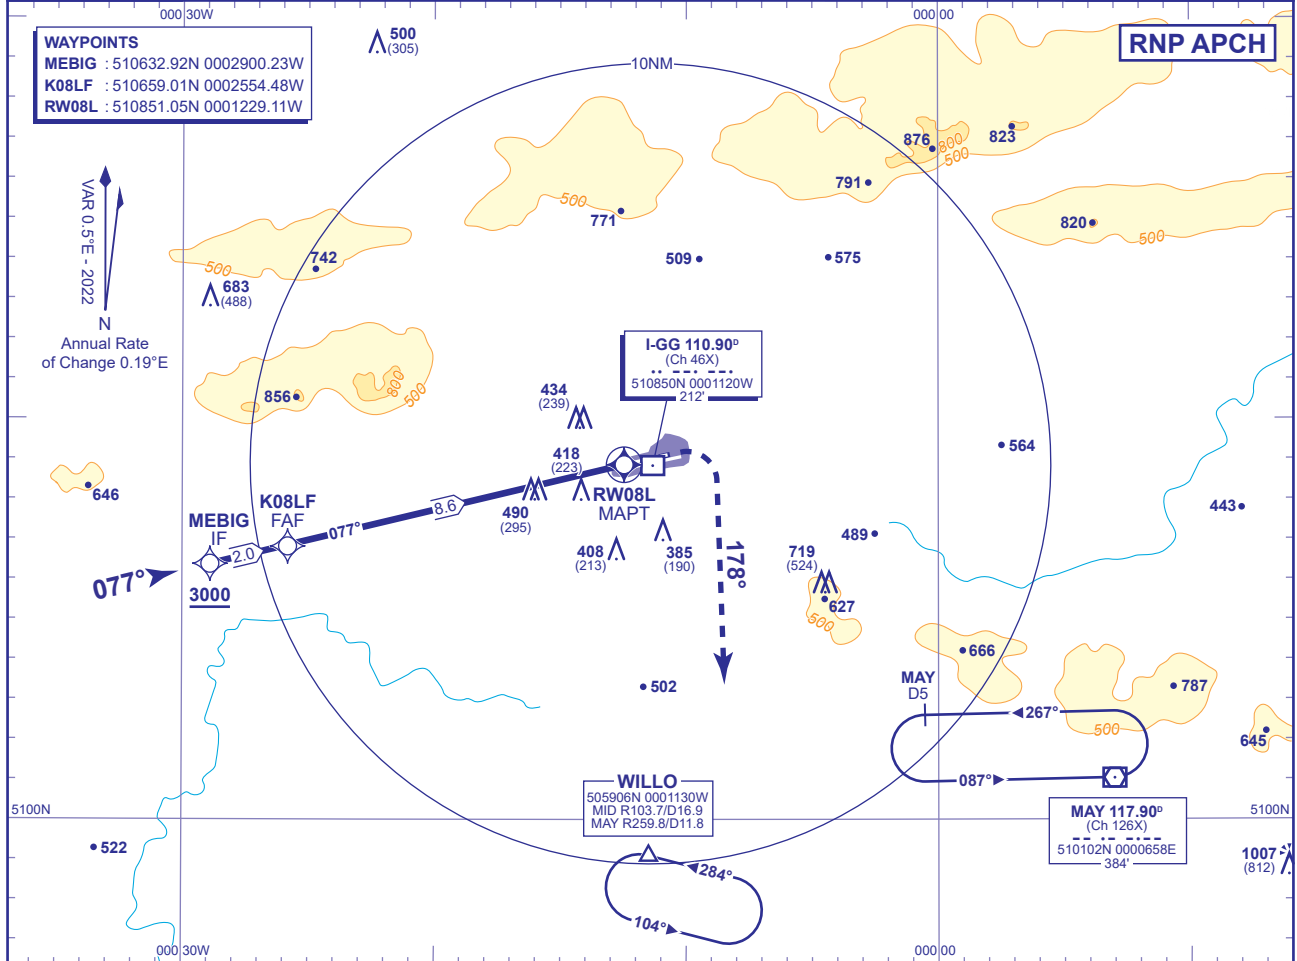 000 30W
000 00
WAYPOINTS
MEBIG : 510632.92N 0002900.23W
K08LF : 510659.01N 0002554.48W
RW08L : 510851.05N 0001229.11W
500
(305)
RNP APCH
10NM
876
800
500
823
791
VAR 0.5°E - 2022
N
Annual Rate
of Change 0.19°E
500
771
820
500
742
500
683
(488)
509
575
I-GG 110.90ᴰ
(Ch 46X)
·· –– – –·
510850N 0001120W
212'
856
800
500
434
(239)
418
(223)
564
646
K08LF
FAF
RW08L
MAPT
443
MEBIG
IF
8.6
490
(295)
077°
2.0
489
408
(213)
385
(190)
178°
719
(524)
077°
3000
627
500
666
502
MAY
D5
787
267°
500
645
087°
WILLO
505906N 0001130W
MID R103.7/D16.9
MAY R259.8/D11.8
MAY 117.90ᴰ
(Ch 126X)
–– ·– –·––
510102N 0000658E
384'
5100N
5100N
522
1007
(812)
284°
104°
000 30W
000 00